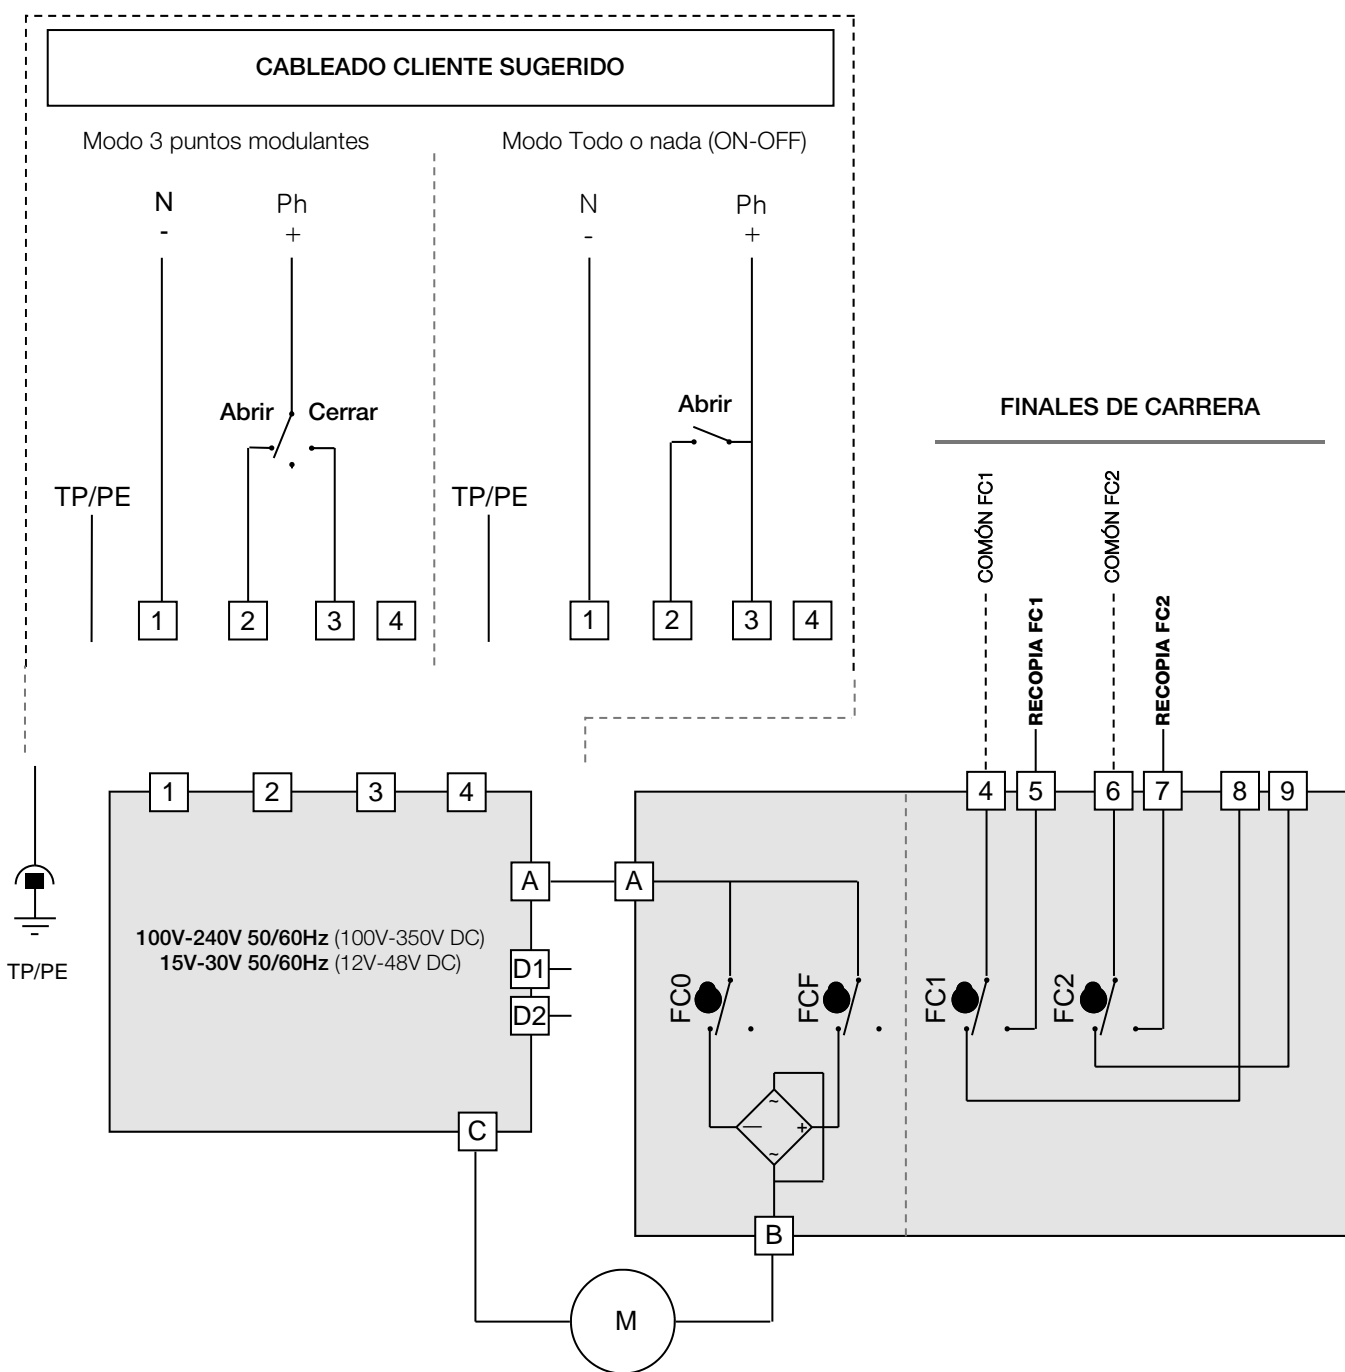 CABLEADO CLIENTE SUGERIDO
Modo 3 puntos modulantes
Modo Todo o nada (ON-OFF)
N
Ph
N
Ph
-
+
-
+
Abrir
Cerrar
Abrir
TP/PE
TP/PE
1
2
3
4
1
2
3
4
FINALES DE CARRERA
COMÓN FC1
RECOPIA FC1
COMÓN FC2
RECOPIA FC2
1
2
3
4
4
5
6
7
8
9
A
A
100V-240V 50/60Hz (100V-350V DC)
15V-30V 50/60Hz (12V-48V DC)
D1
D2
TP/PE
FC0
FCF
FC1
FC2
~
— +
~
C
B
M